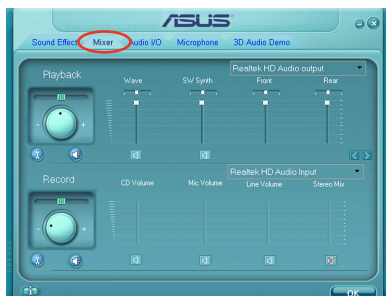 ASUS
Sound Effect Mixer Audio I/O Microphone 3D Audio Demo
Realtek HD Audio output
Playback
Wave SW Synth Front Rear
Realtek HD Audio Input
Record
CD Volume Mic Volume Line Volume Stereo Mix
OK